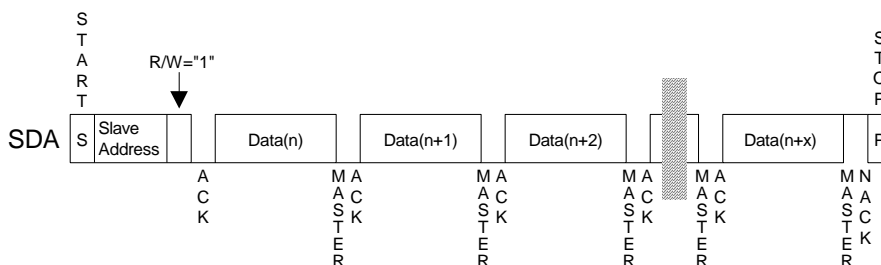 START
R/W="1"
STOP
SDA
S
Slave
Address
Data(n)
Data(n+1)
Data(n+2)
Data(n+x)
P
ACK
MASTER
ACK
MASTER
ACK
MASTER
ACK
MASTER
ACK
MASTER
NACK